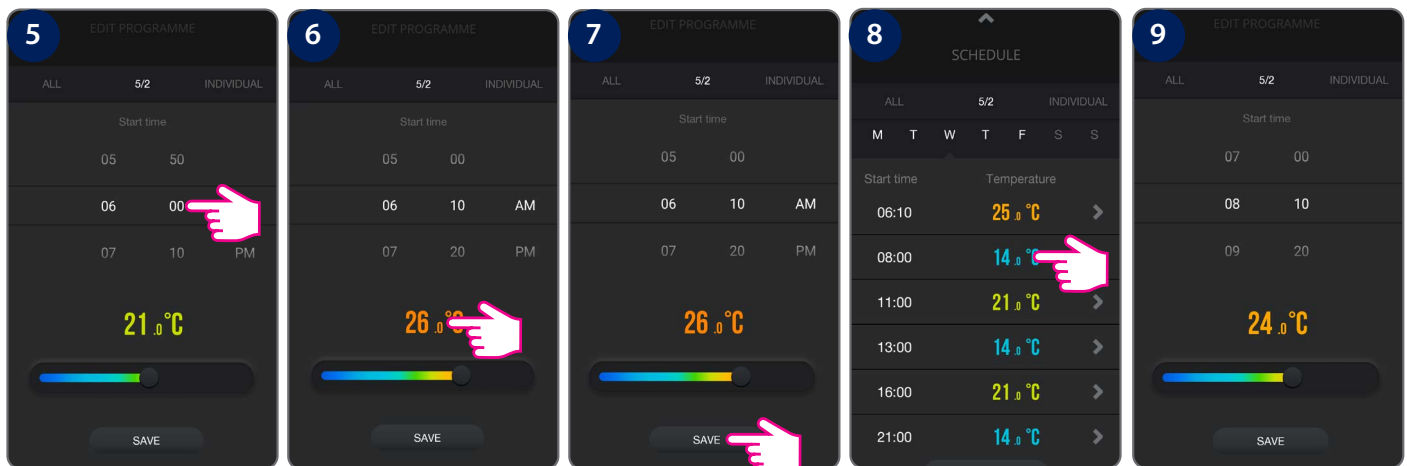 5
EDIT PROGRAMME
ALL 5/2 INDIVIDUAL
Start time
05 50
06 00
07 10 PM
21.0 °C
SAVE
6
EDIT PROGRAMME
ALL 5/2 INDIVIDUAL
Start time
05 00
06 10 AM
07 20 PM
26.0 °C
SAVE
7
EDIT PROGRAMME
ALL 5/2 INDIVIDUAL
Start time
05 00
06 10 AM
07 20 PM
26.0 °C
SAVE
8
SCHEDULE
ALL 5/2 INDIVIDUAL
M T W T F S S
Start time Temperature
06:10 25.0 °C
08:00 14.0 °C
11:00 21.0 °C
13:00 14.0 °C
16:00 21.0 °C
21:00 14.0 °C
9
EDIT PROGRAMME
ALL 5/2 INDIVIDUAL
Start time
07 00
08 10
09 20
24.0 °C
SAVE